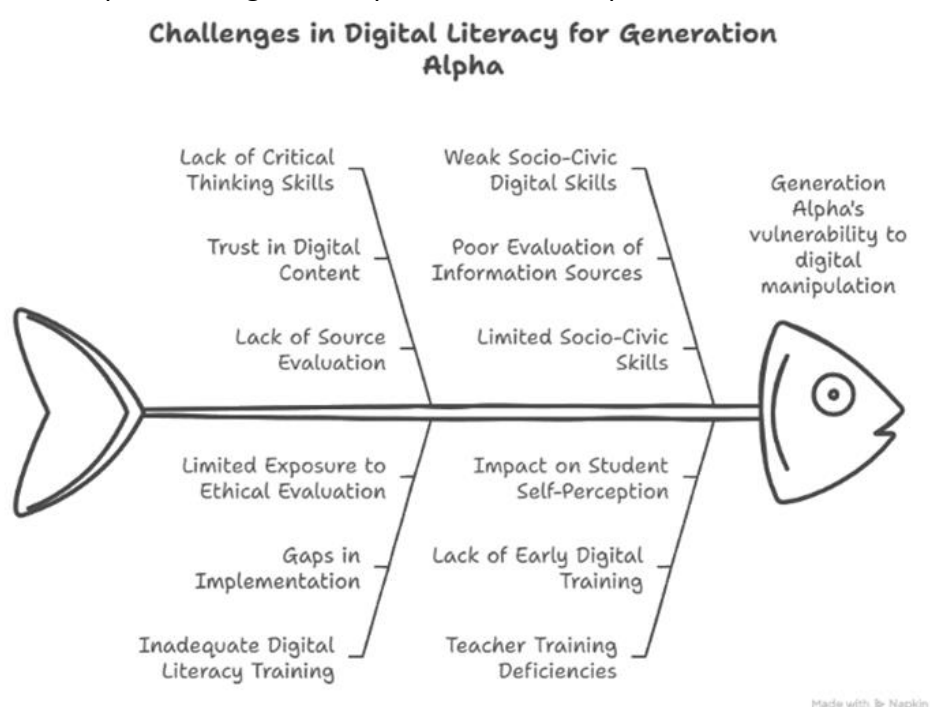 Challenges in Digital Literacy for Generation
Alpha
Lack of Critical
Thinking Skills
Trust in Digital
Content
Lack of Source
Evaluation
Weak Socio-Civic
Digital Skills
Poor Evaluation of
Information Sources
Limited Socio-Civic
Skills
Generation
Alpha's
vulnerability to
digital
manipulation
Limited Exposure to
Ethical Evaluation
Gaps in
Implementation
Inadequate Digital
Literacy Training
Impact on Student
Self-Perception
Lack of Early Digital
Training
Teacher Training
Deficiencies
Made with Napkin